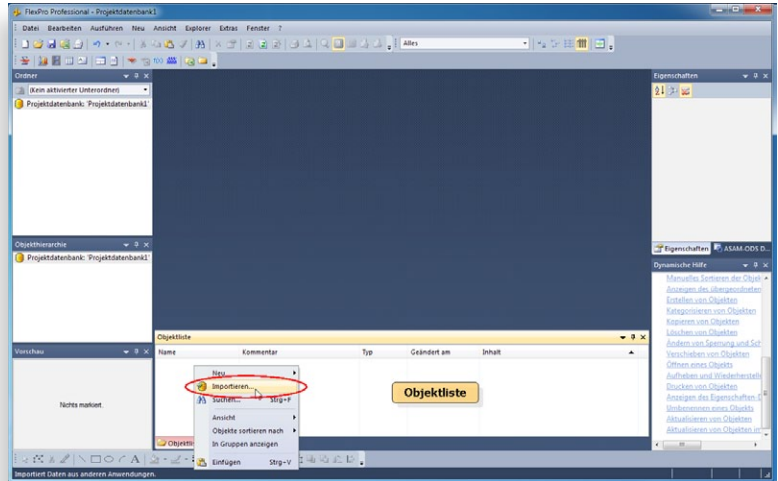 FlexPro Professional - Projektdatenbank1
Datei Bearbeiten Ausführen Neu Ansicht Explorer Extras Fenster ?
Alles
Ordner
(Kein aktivierter Unterordner)
Projektdatenbank: 'Projektdatenbank1'
Objekthierarchie
Projektdatenbank: 'Projektdatenbank1'
Vorschau
Nichts markiert.
Objektliste
Name Kommentar Typ Geändert am Inhalt
Neu
Importieren...
Suchen... Strg+F
Ansicht
Objekte sortieren nach
In Gruppen anzeigen
Einfügen Strg+V
Objektliste
Eigenschaften
Eigenschaften ASAM-ODS D...
Dynamische Hilfe
Manuelles Sortieren der Objek
Anzeigen des übergeordneten
Erstellen von Objekten
Kategorisieren von Objekten
Kopieren von Objekten
Löschen von Objekten
Ändern von Sperrung und Sch
Verschieben von Objekten
Öffnen eines Objekts
Aufheben und Wiederherstell
Drucken von Objekten
Anzeigen des Eigenschaften-D
Umbenennen eines Objekts
Aktualisieren von Objekten
Aktualisieren von Objekten im
Importiert Daten aus anderen Anwendungen.